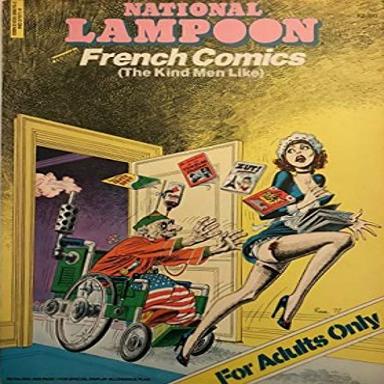 NATIONAL
LAMPOON
French Comics
(The Kind Men Like)
For Adults Only